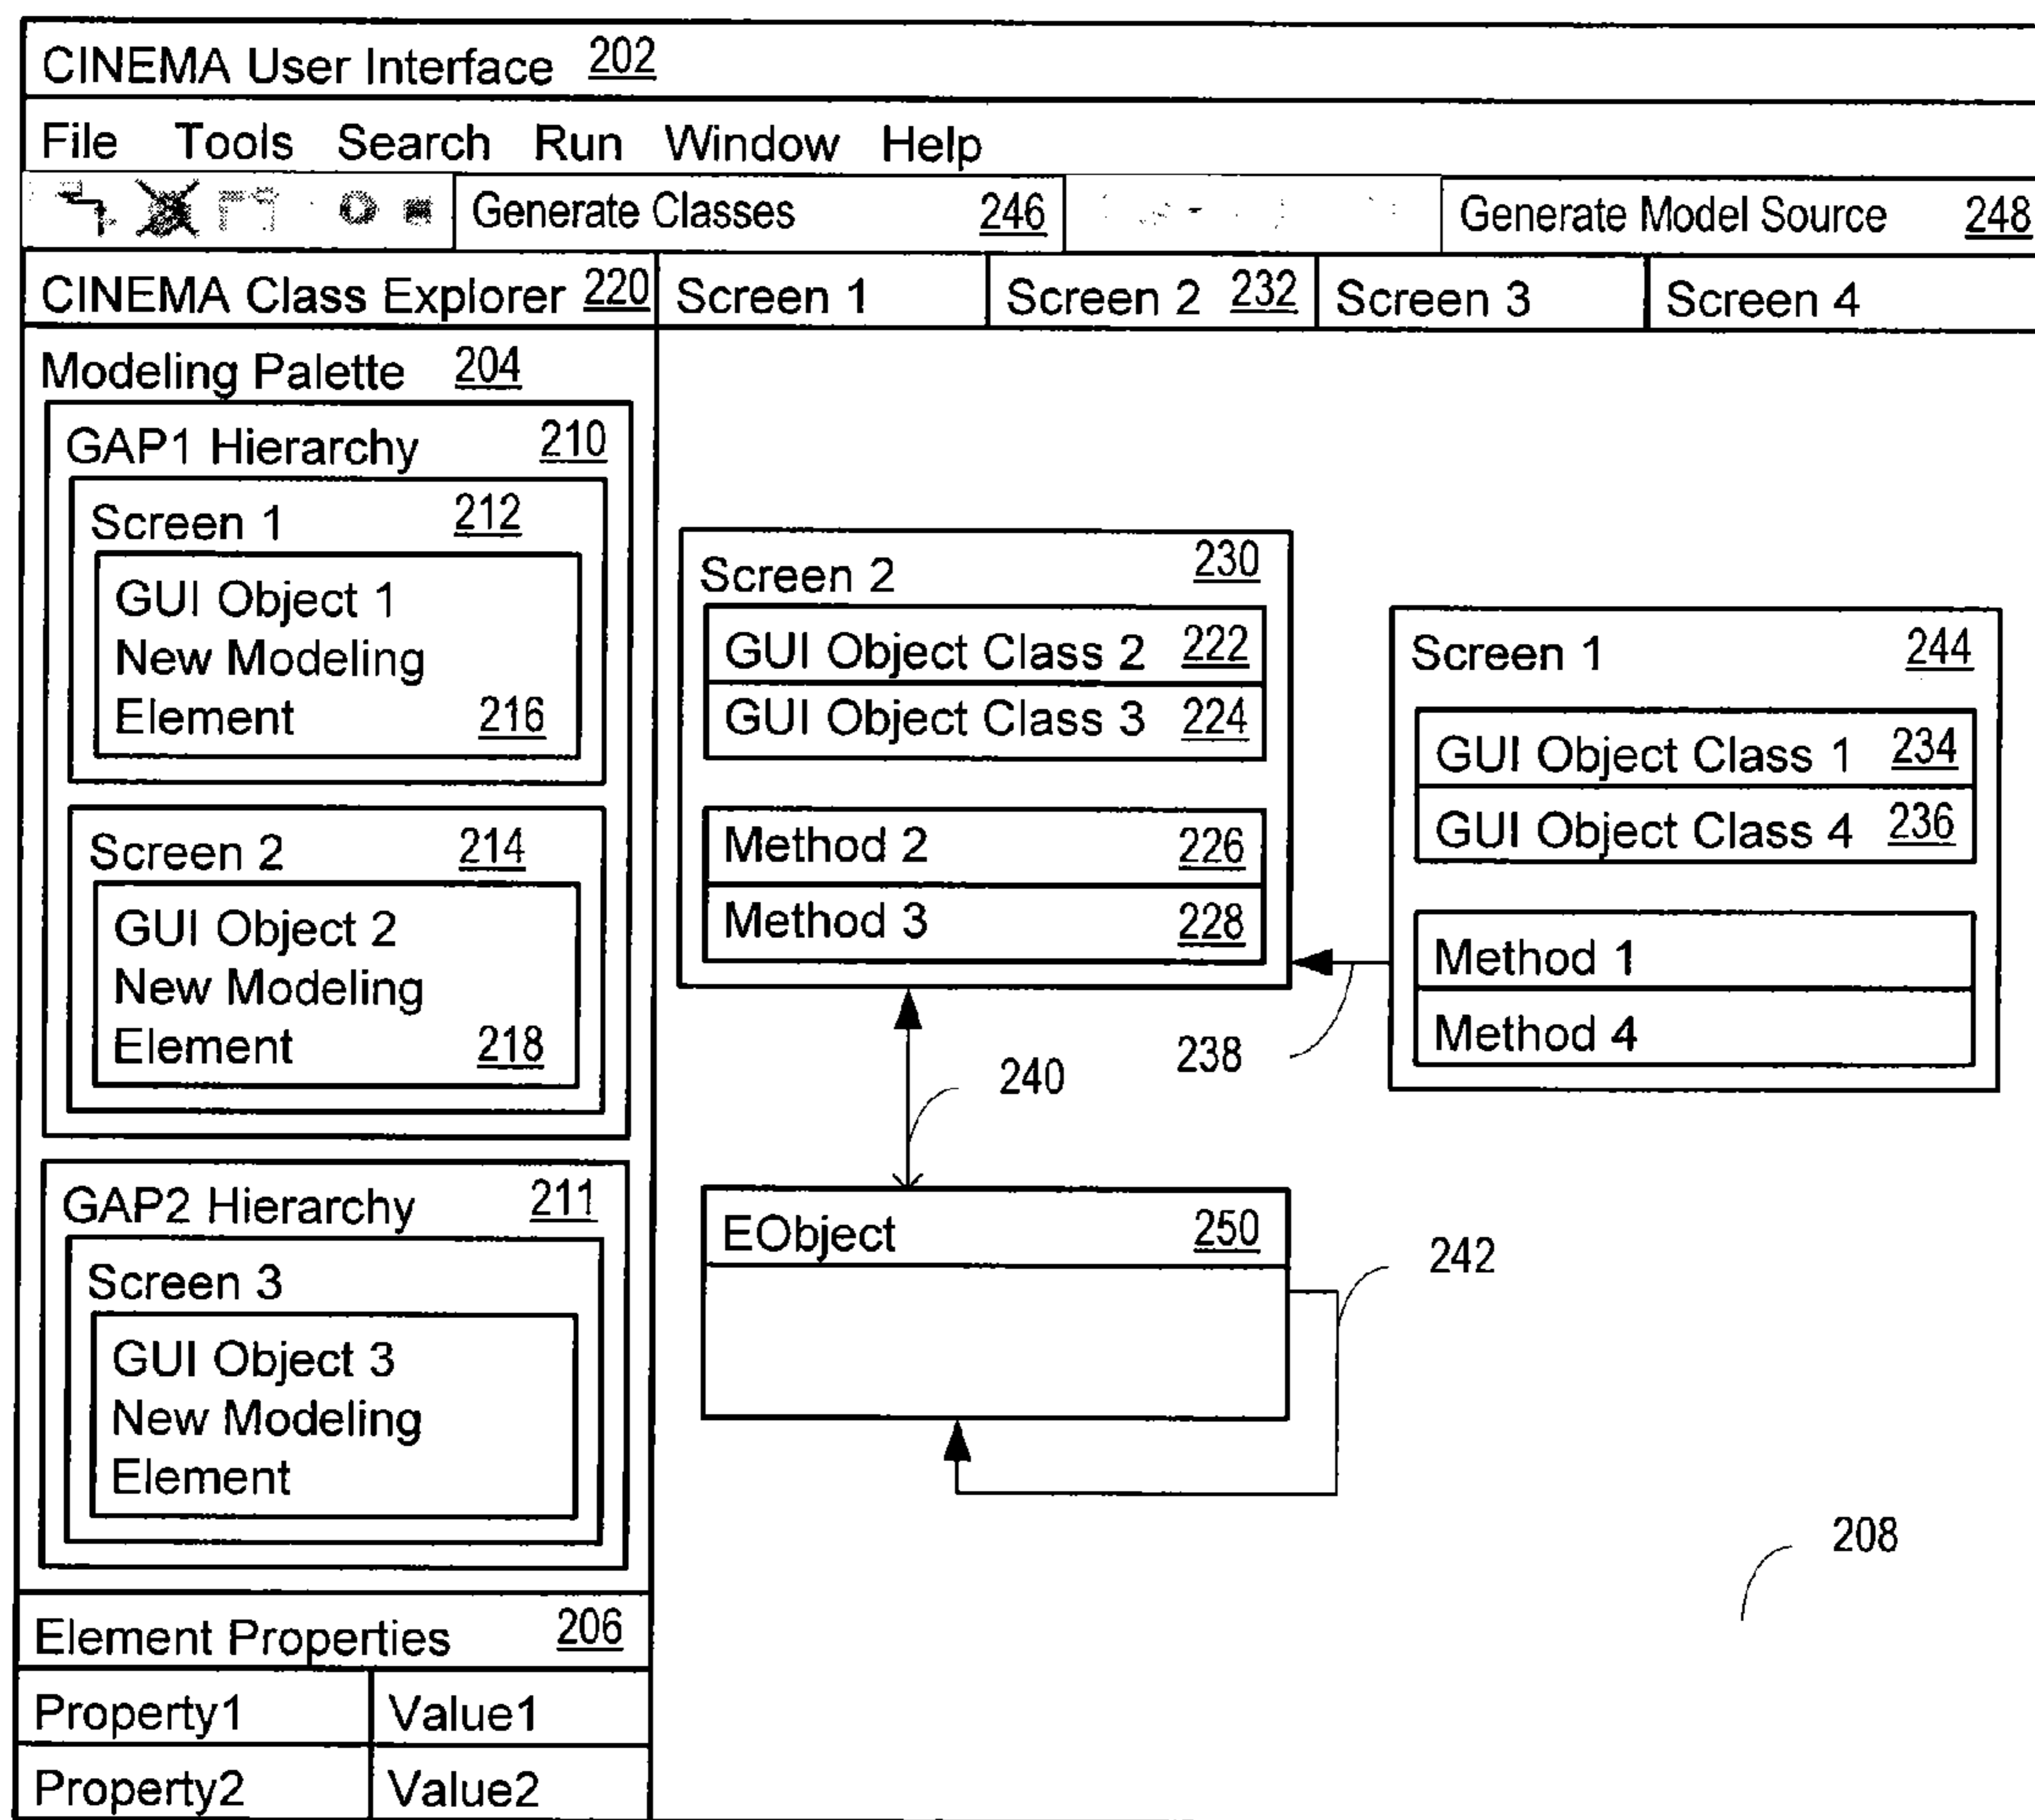 CINEMA User Interface 202
File Tools Search Run Window Help
Generate Classes 246 Generate Model Source 248
CINEMA Class Explorer 220 Screen 1 Screen 2 232 Screen 3 Screen 4
Modeling Palette 204
GAP1 Hierarchy 210
Screen 1 212
GUI Object 1
New Modeling
Element 216
Screen 2 214
GUI Object 2
New Modeling
Element 218
GAP2 Hierarchy 211
Screen 3
GUI Object 3
New Modeling
Element
Element Properties 206
Property1 Value1
Property2 Value2
Screen 2 230
GUI Object Class 2 222
GUI Object Class 3 224
Method 2 226
Method 3 228
Screen 1 244
GUI Object Class 1 234
GUI Object Class 4 236
Method 1
Method 4
238
240
EObject 250
242
208